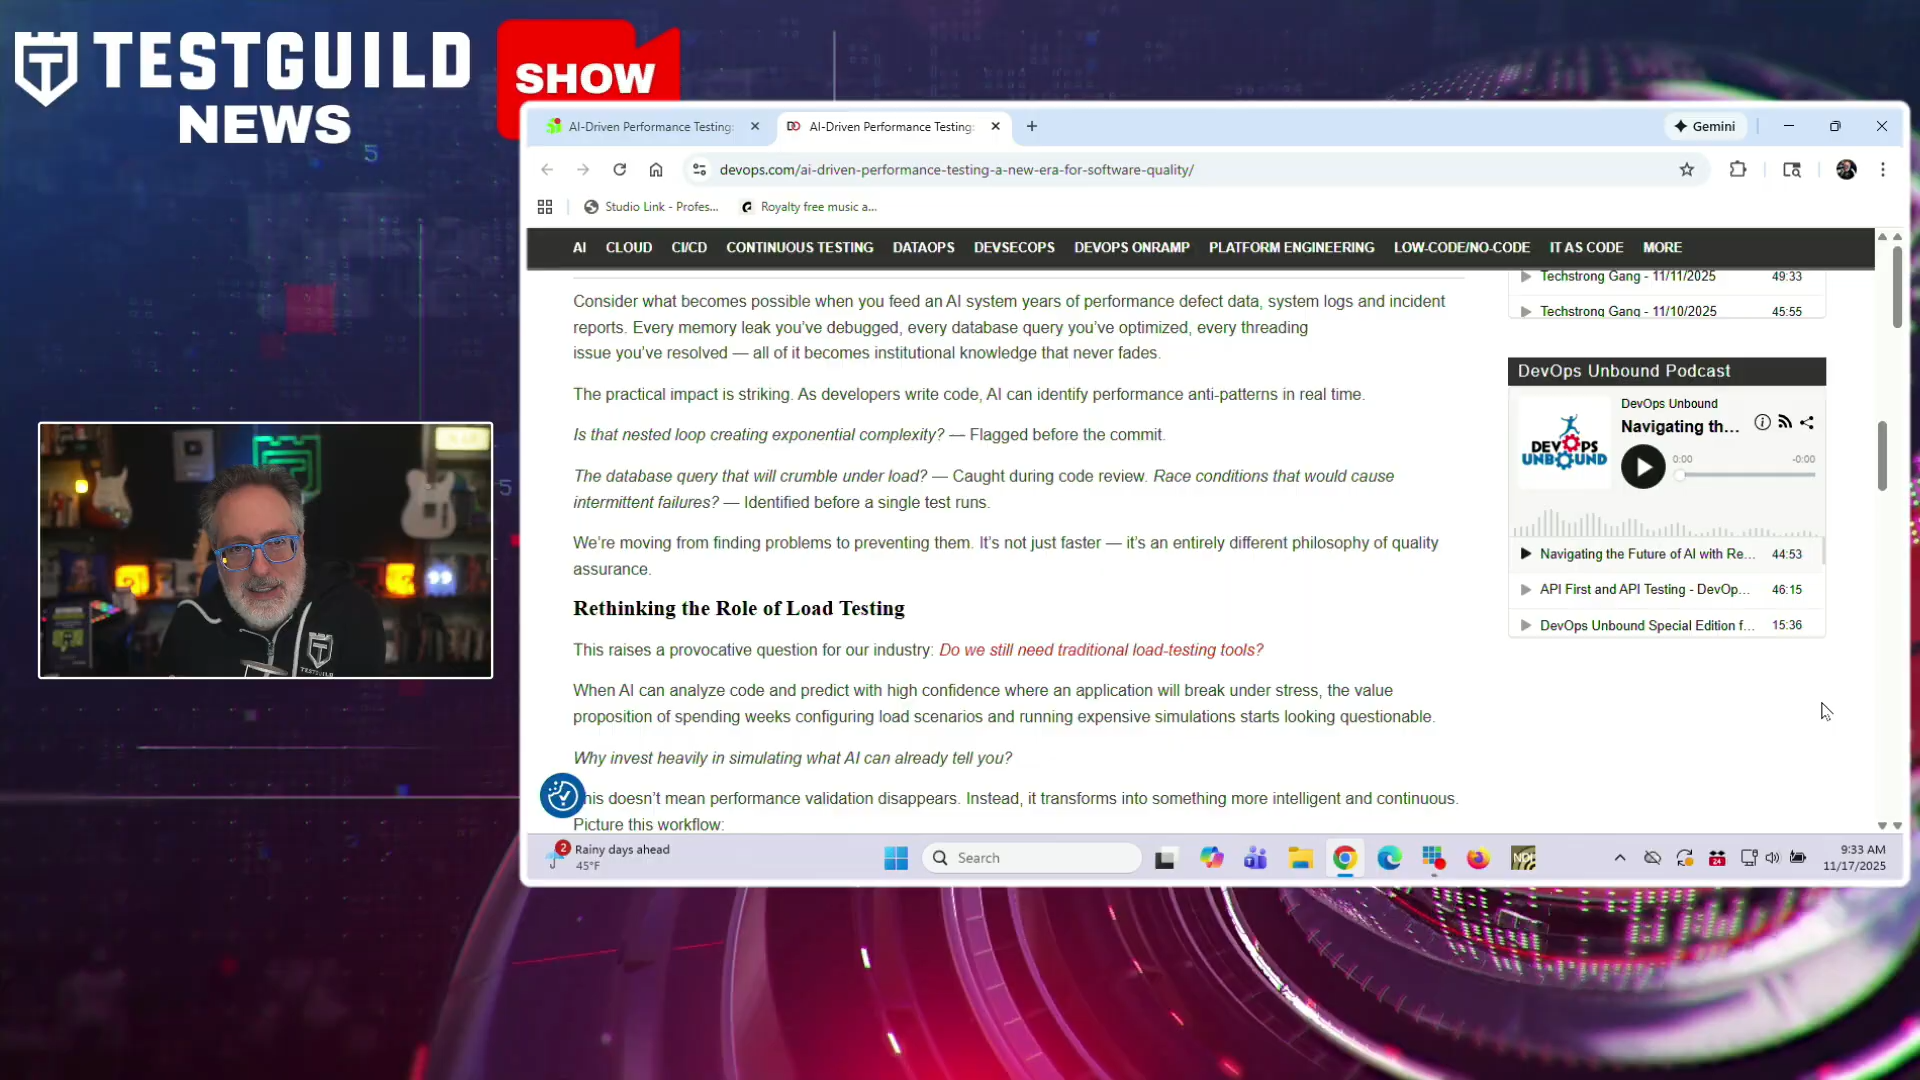 TESTGUILD
NEWS
SHOW
AI-Driven Performance Testing:
AI-Driven Performance Testing:
Gemini
devops.com/ai-driven-performance-testing-a-new-era-for-software-quality/
Studio Link - Profes...
Royalty free music a...
AI CLOUD CI/CD CONTINUOUS TESTING DATAOPS DEVSECOPS DEVOPS ONRAMP PLATFORM ENGINEERING LOW-CODE/NO-CODE IT AS CODE MORE
Consider what becomes possible when you feed an AI system years of performance defect data, system logs and incident
reports. Every memory leak you’ve debugged, every database query you’ve optimized, every threading
issue you’ve resolved — all of it becomes institutional knowledge that never fades.
The practical impact is striking. As developers write code, AI can identify performance anti-patterns in real time.
Is that nested loop creating exponential complexity? — Flagged before the commit.
The database query that will crumble under load? — Caught during code review. Race conditions that would cause
intermittent failures? — Identified before a single test runs.
We’re moving from finding problems to preventing them. It’s not just faster — it’s an entirely different philosophy of quality
assurance.
Rethinking the Role of Load Testing
This raises a provocative question for our industry: Do we still need traditional load-testing tools?
When AI can analyze code and predict with high confidence where an application will break under stress, the value
proposition of spending weeks configuring load scenarios and running expensive simulations starts looking questionable.
Why invest heavily in simulating what AI can already tell you?
his doesn’t mean performance validation disappears. Instead, it transforms into something more intelligent and continuous.
Picture this workflow:
Techstrong Gang - 11/11/2025 49:33
Techstrong Gang - 11/10/2025 45:55
DevOps Unbound Podcast
DEVOPS
UNBOUND
DevOps Unbound
Navigating th...
0:00 -0:00
Navigating the Future of AI with Re... 44:53
API First and API Testing - DevOp... 46:15
DevOps Unbound Special Edition f... 15:36
2
Rainy days ahead
45°F
Search
24
9:33 AM
11/17/2025
5
5
T